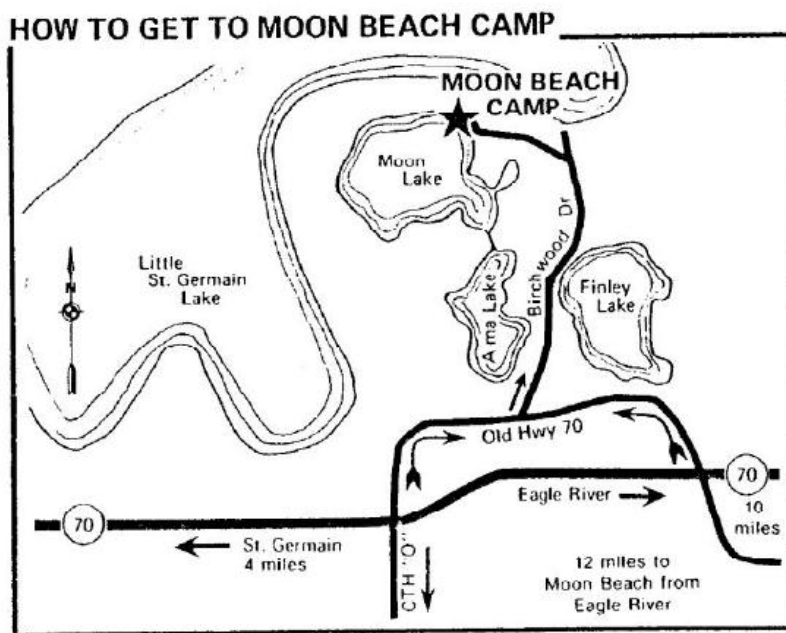 HOW TO GET TO MOON BEACH CAMP
MOON BEACH
CAMP
Moon
Lake
Little
St. Germain
Lake
N
Birchwood Dr
Finley
Lake
Ama Lake
Old Hwy 70
70
Eagle River
10
miles
70
St. Germain
4 miles
CTH "O"
12 miles to
Moon Beach from
Eagle River